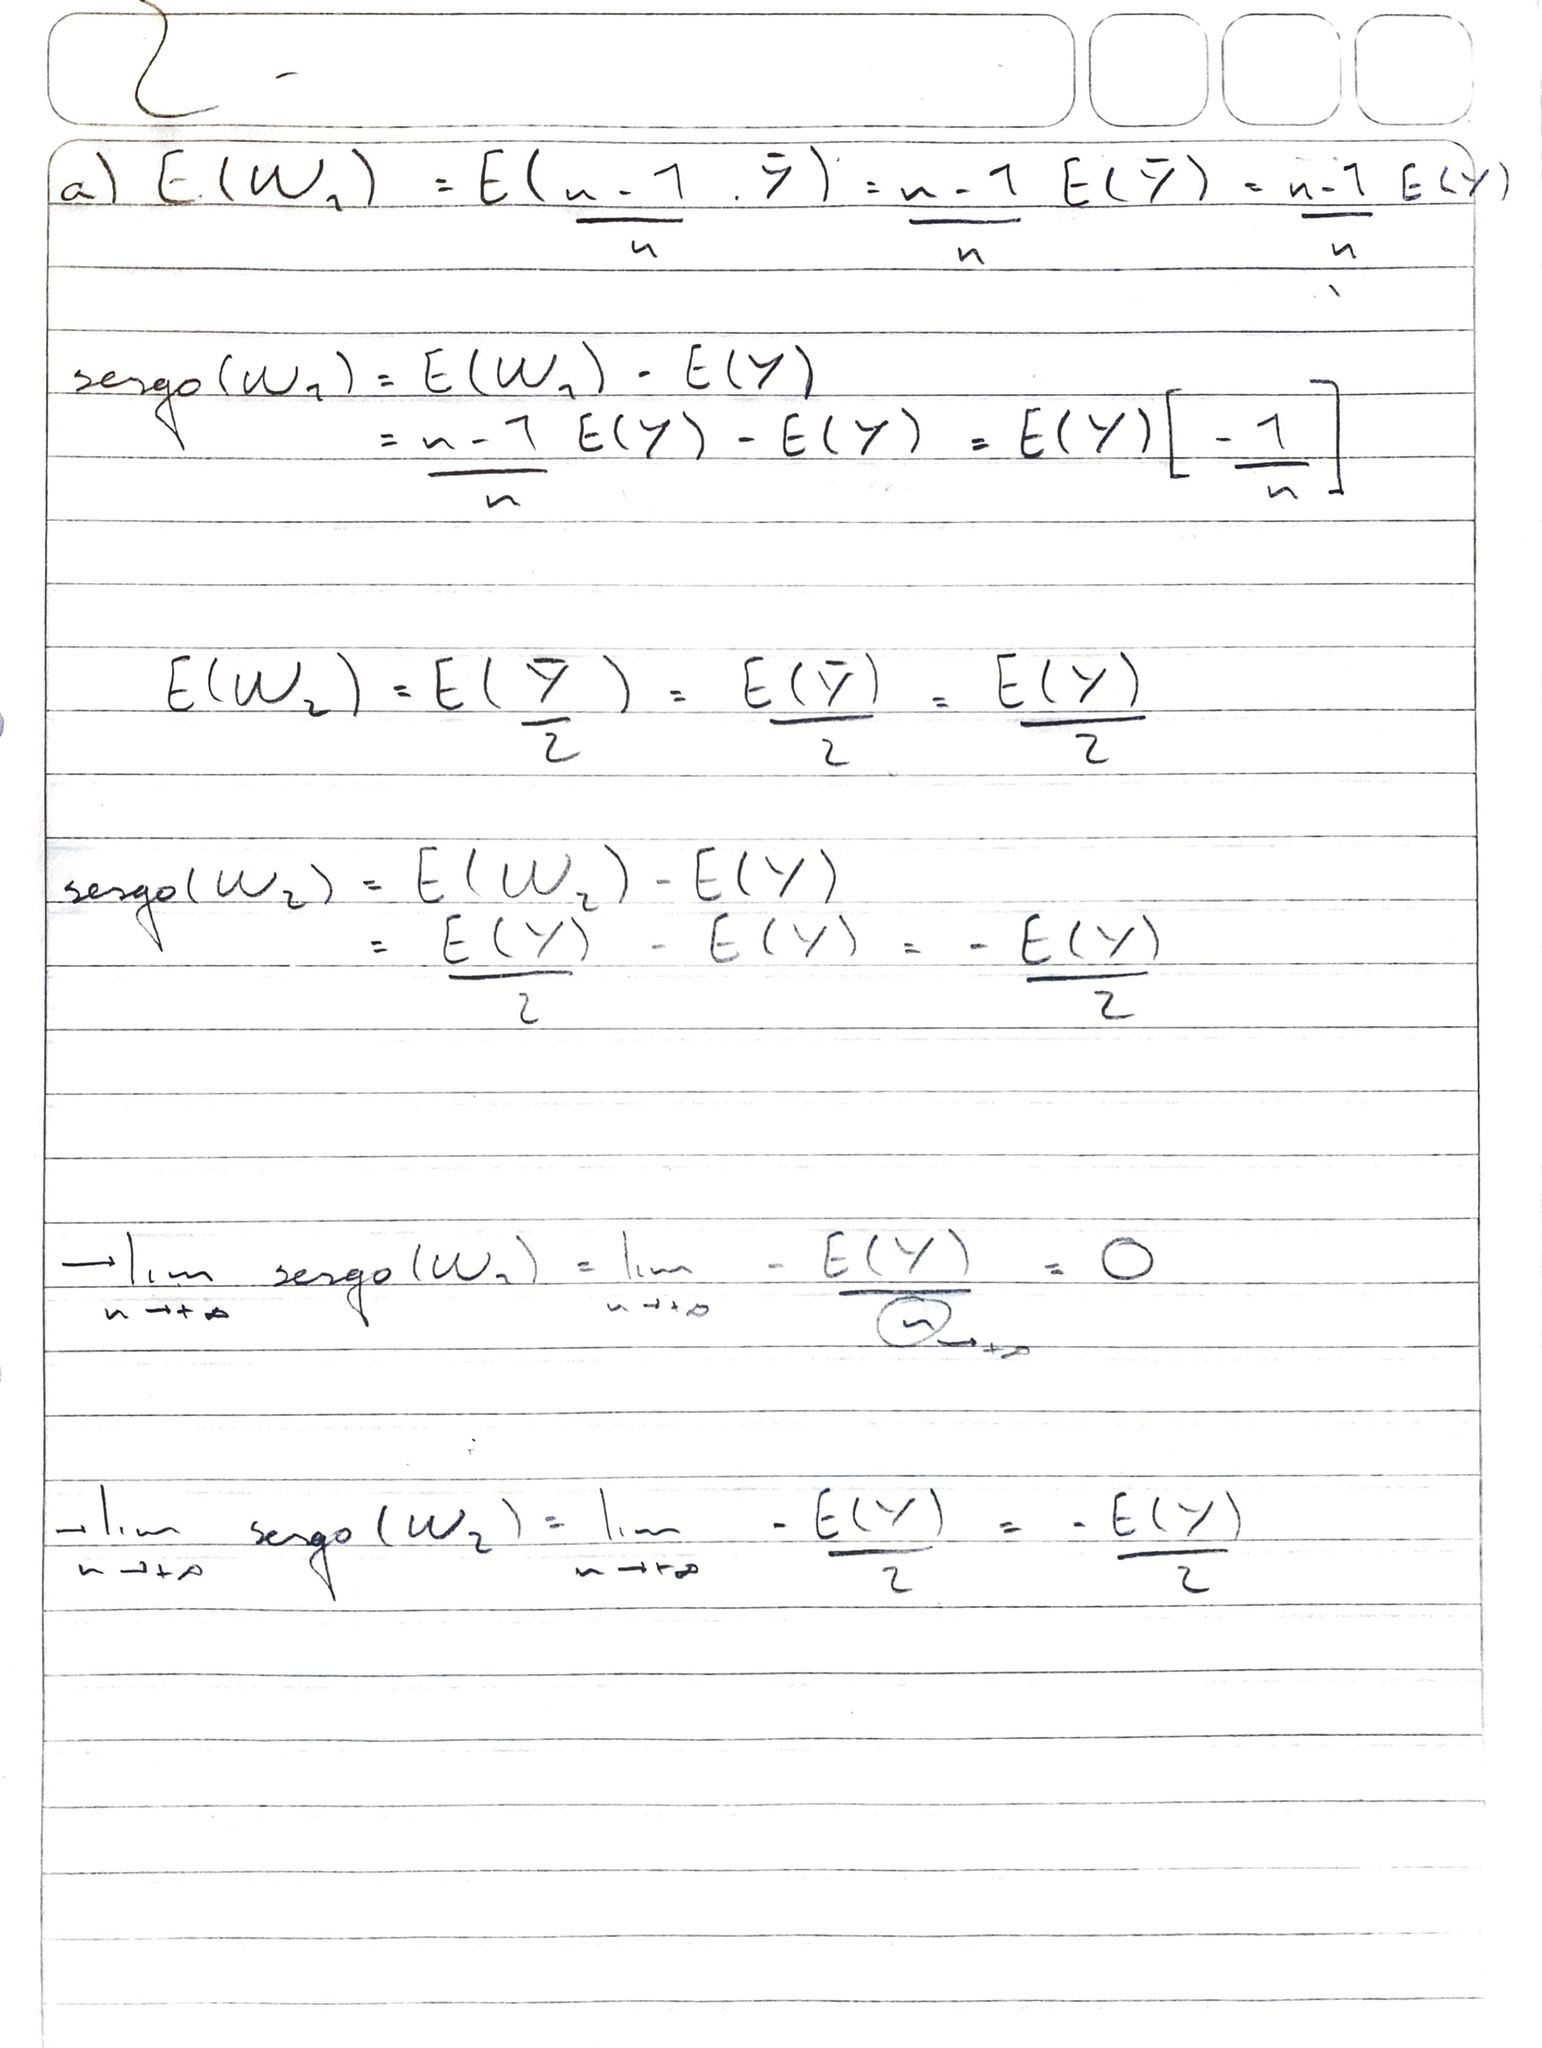 2 -
a) E(W₁) = E(n-1/n . ȳ) = n-1/n E(ȳ) = n-1/n E(Y)
sesgo(W₁) = E(W₁) - E(Y)
= n-1/n E(Y) - E(Y) = E(Y)[-1/n]
E(W₂) = E(ȳ/2) = E(ȳ)/2 = E(Y)/2
sesgo(W₂) = E(W₂) - E(Y)
= E(Y)/2 - E(Y) = - E(Y)/2
→ lim n→+∞ sesgo(W₁) = lim n→+∞ - E(Y)/n →+∞ = 0
→ lim n→+∞ sesgo(W₂) = lim n→+∞ - E(Y)/2 = - E(Y)/2